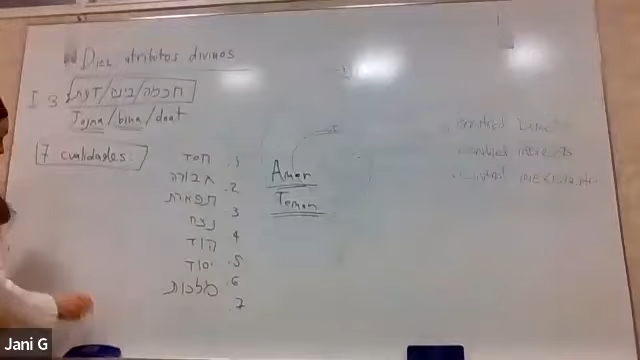 Diez atributos divinos
I 3 חכמה/בינה/דעת
Jojma/bina/daat
7 cualidades:
1. חסד
2. גבורה
3 תפארת
4 נצח
5. הוד
6. יסוד
7. מלכות
Amor
Temor
Jani G